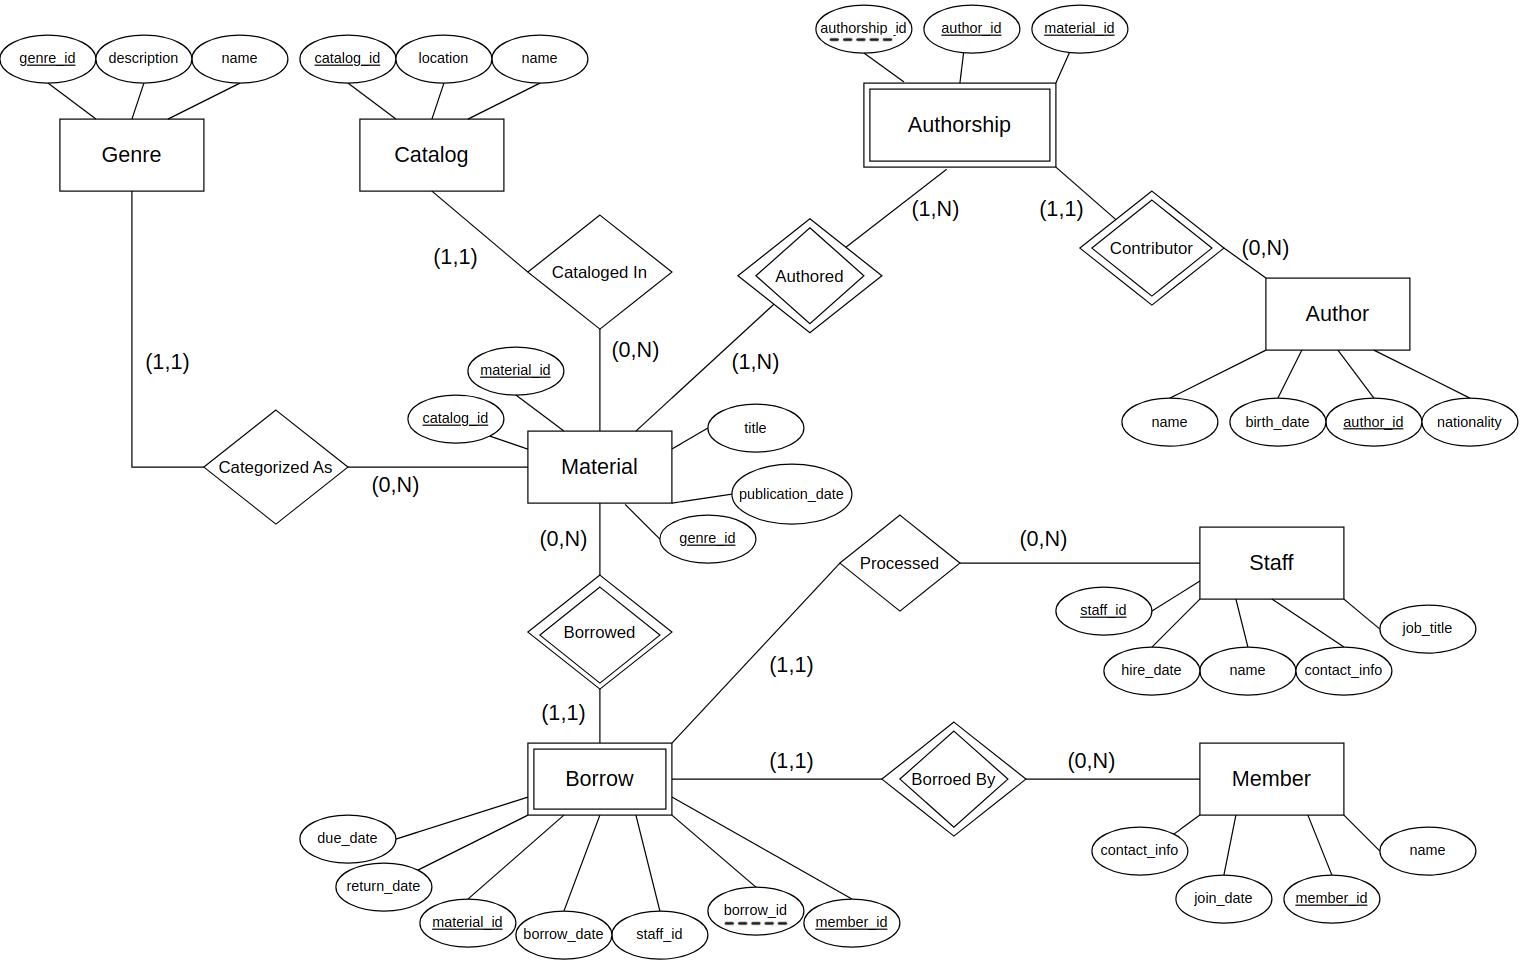 authorship_id
author_id
material_id
genre_id
description
name
catalog_id
location
name
Authorship
Genre
Catalog
(1,N)
(1,1)
Contributor
(0,N)
(1,1)
Cataloged In
Authored
Author
(0,N)
(1,1)
(1,N)
material_id
catalog_id
title
name
birth_date
author_id
nationality
Categorized As
Material
(0,N)
publication_date
(0,N)
genre_id
(0,N)
Processed
Staff
staff_id
job_title
Borrowed
(1,1)
hire_date
name
contact_info
(1,1)
(1,1)
(0,N)
Borrow
Borroed By
Member
due_date
contact_info
name
return_date
join_date
member_id
material_id
borrow_date
staff_id
borrow_id
member_id